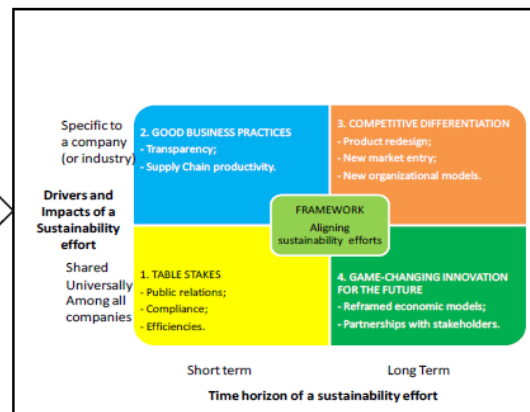 Specific to
a company
(or industry)
2. GOOD BUSINESS PRACTICES
- Transparency;
- Supply Chain productivity.
3. COMPETITIVE DIFFERENTIATION
- Product redesign;
- New market entry;
- New organizational models.
Drivers and
Impacts of a
Sustainability
effort
FRAMEWORK
Aligning
sustainability efforts
Shared
Universally
Among all
companies
1. TABLE STAKES
- Public relations;
- Compliance;
- Efficiencies.
4. GAME-CHANGING INNOVATION
FOR THE FUTURE
- Reframed economic models;
- Partnerships with stakeholders.
Short term
Long Term
Time horizon of a sustainability effort